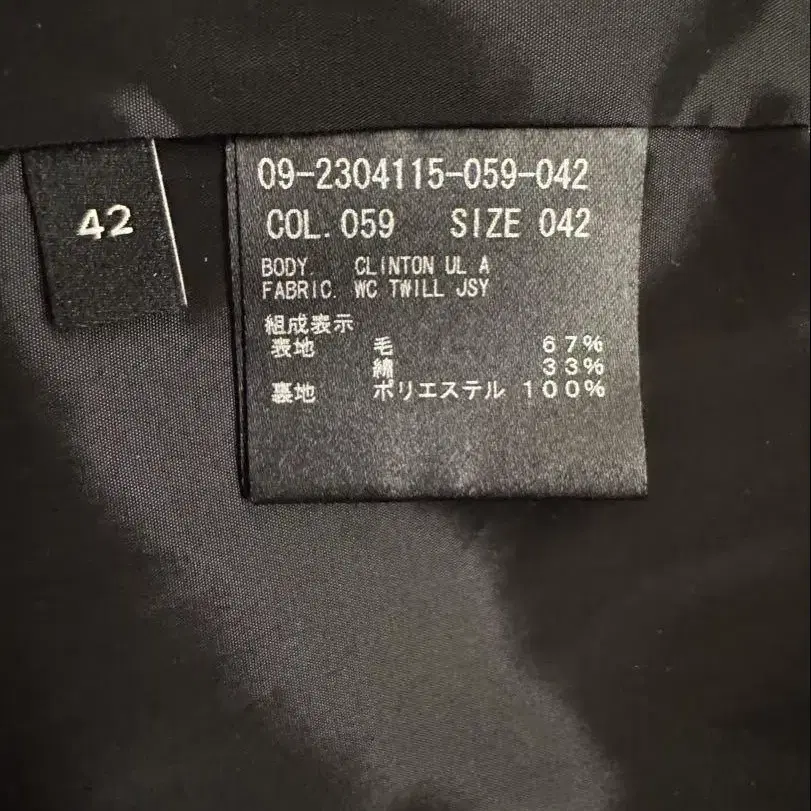 42
09-2304115-059-042
COL. 059 SIZE 042
BODY. CLINTON UL A
FABRIC. WC TWILL JSY
組成表示
表地 毛 67%
綿 33%
裏地 ポリエステル 100%